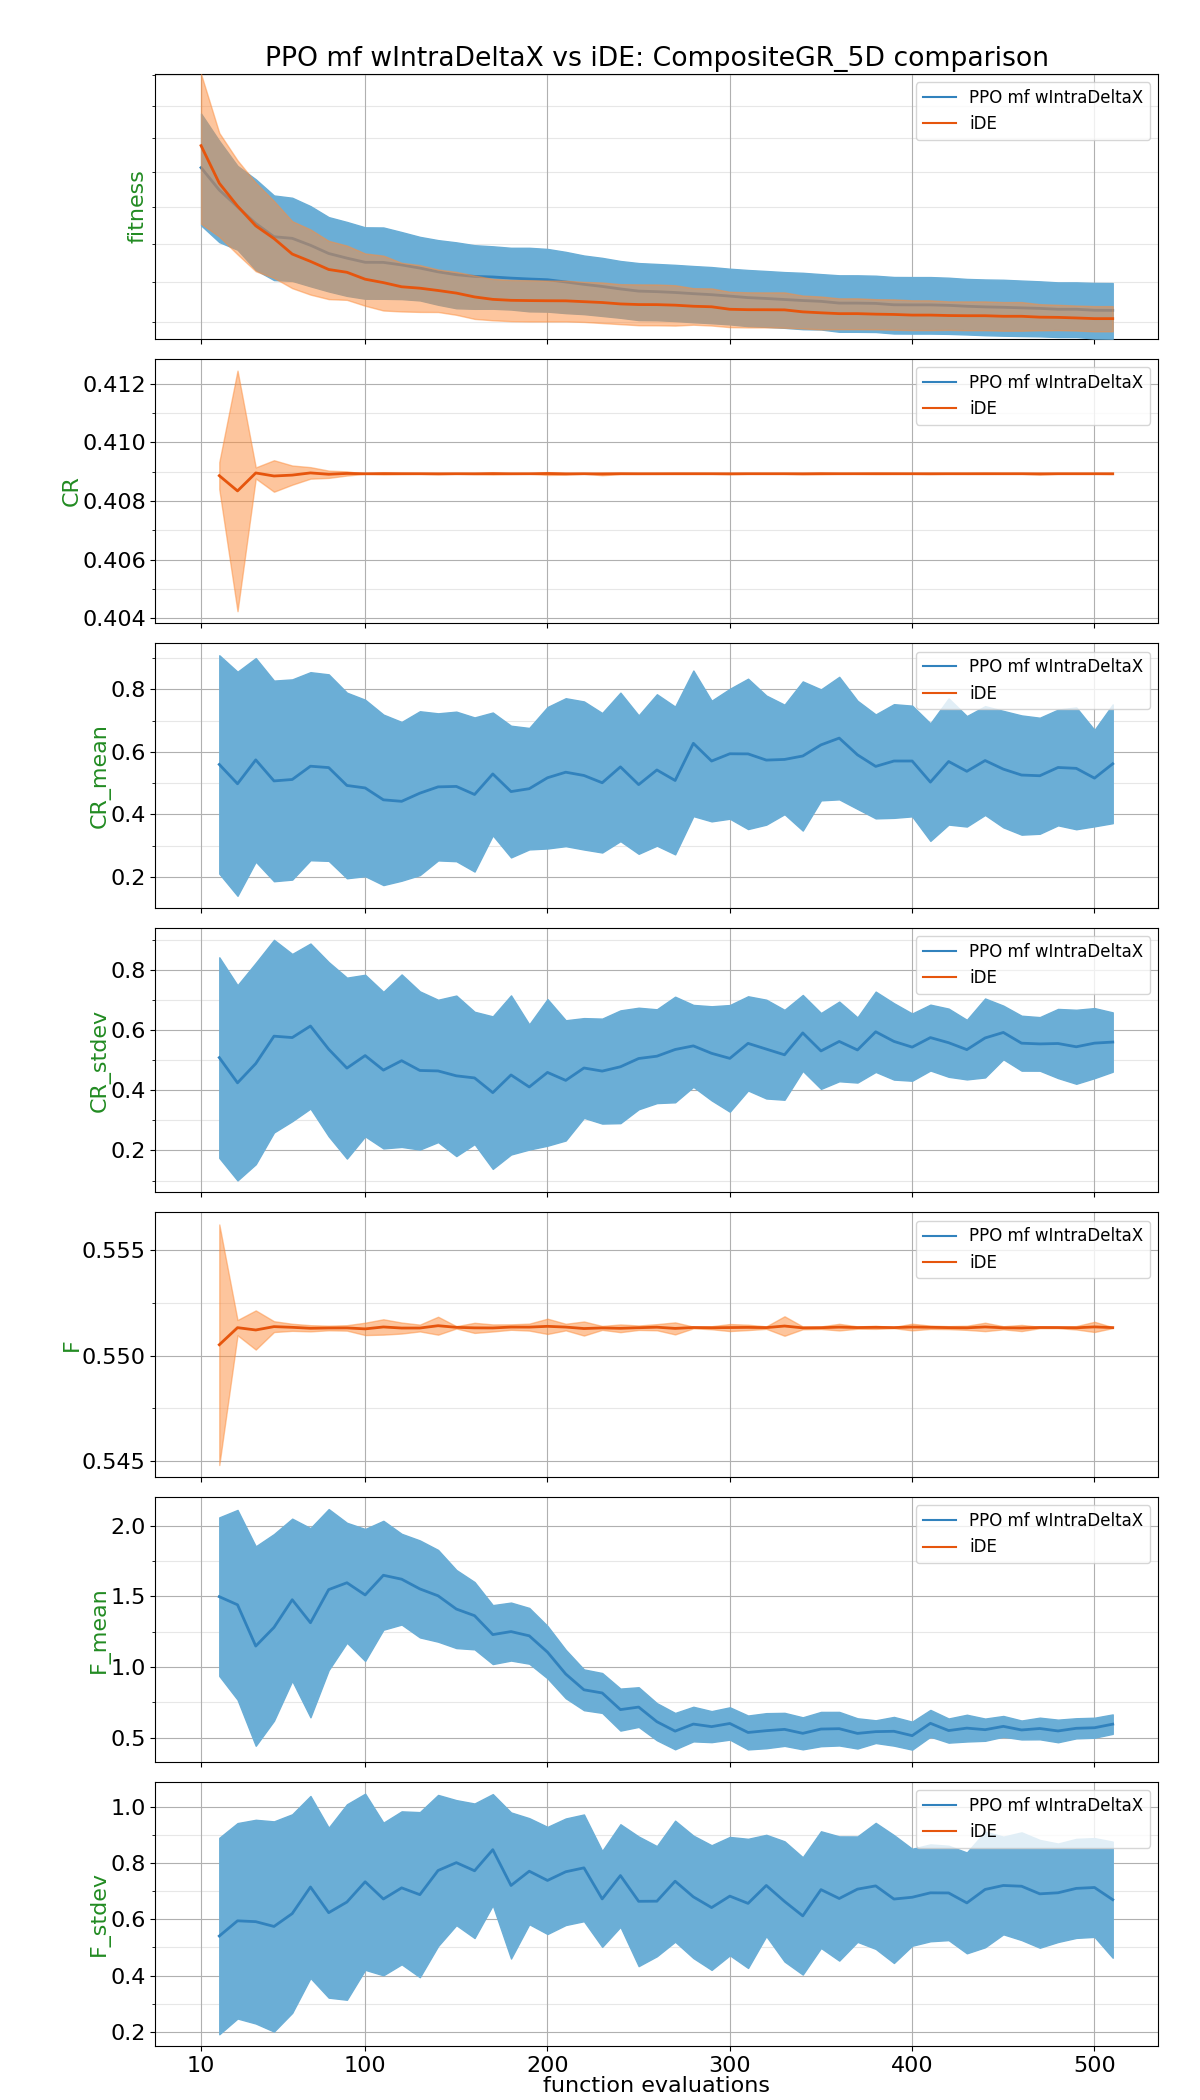 PPO mf wIntraDeltaX vs iDE: CompositeGR_5D comparison
fitness
PPO mf wIntraDeltaX
iDE
CR
0.412
0.410
0.408
0.406
0.404
PPO mf wIntraDeltaX
iDE
CR_mean
0.8
0.6
0.4
0.2
PPO mf wIntraDeltaX
iDE
CR_stdev
0.8
0.6
0.4
0.2
PPO mf wIntraDeltaX
iDE
F
0.555
0.550
0.545
PPO mf wIntraDeltaX
iDE
F_mean
2.0
1.5
1.0
0.5
PPO mf wIntraDeltaX
iDE
F_stdev
1.0
0.8
0.6
0.4
0.2
PPO mf wIntraDeltaX
iDE
10 100 200 300 400 500
function evaluations